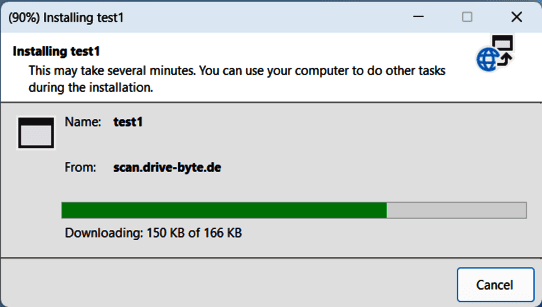 (90%) Installing test1
Installing test1
This may take several minutes. You can use your computer to do other tasks
during the installation.
Name: test1
From: scan.drive-byte.de
Downloading: 150 KB of 166 KB
Cancel